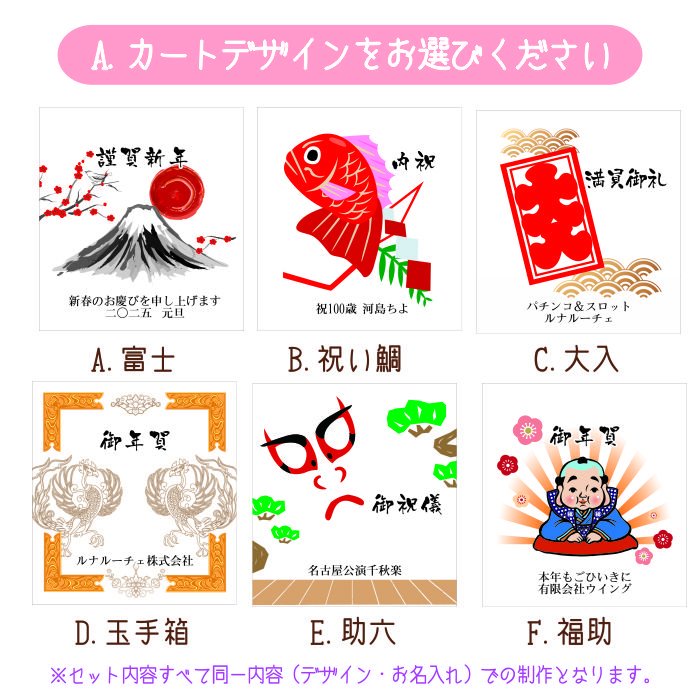 A. カートデザインをお選びください
謹賀新年
新春のお慶びを申し上げます
二〇二五 元旦
A. 富士
内祝
祝100歳 河島ちよ
B. 祝い鯛
大入
満員御礼
パチンコ&スロット
ルナルーチェ
C. 大入
御年賀
ルナルーチェ株式会社
D. 玉手箱
御祝儀
名古屋公演千秋楽
E. 助六
御年賀
本年もごひいきに
有限会社ウイング
F. 福助
※セット内容すべて同一内容(デザイン・お名入れ)での制作となります。